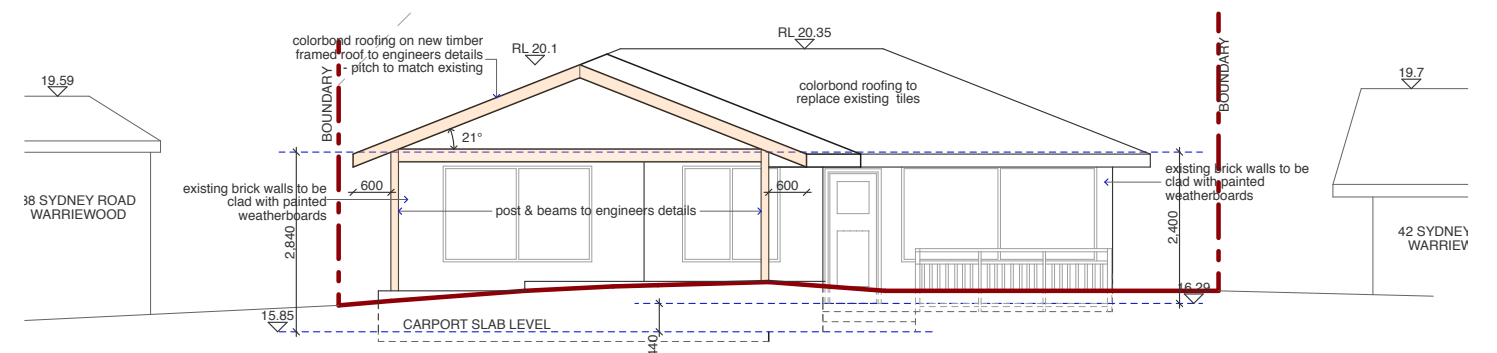 colorbond roofing on new timber
framed roof to engineers details
- pitch to match existing
RL 20.1
RL 20.35
19.59
BOUNDARY
colorbond roofing to
replace existing tiles
BOUNDARY
19.7
21°
existing brick walls to be
clad with painted
weatherboards
600
600
existing brick walls to be
clad with painted
weatherboards
SYDNEY ROAD
WARRIEWOOD
post & beams to engineers details
2,840
2,400
42 SYDNEY
16.29
15.85
CARPORT SLAB LEVEL